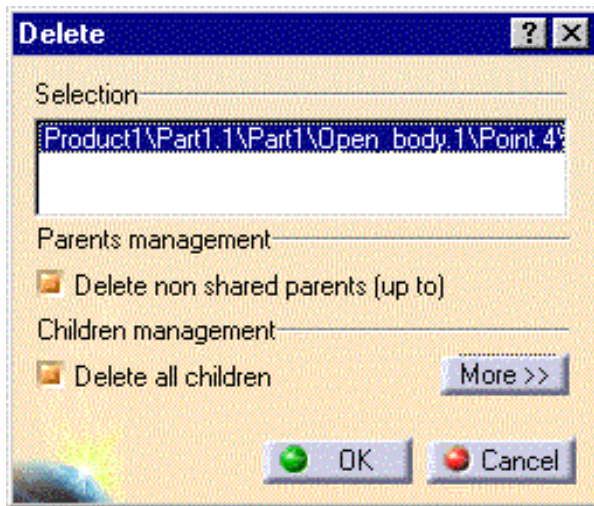 Delete
Selection
Product1\Part1.1\Part1\Open_body.1\Point.4
Parents management
Delete non shared parents (up to)
Children management
Delete all children
More >>
OK
Cancel